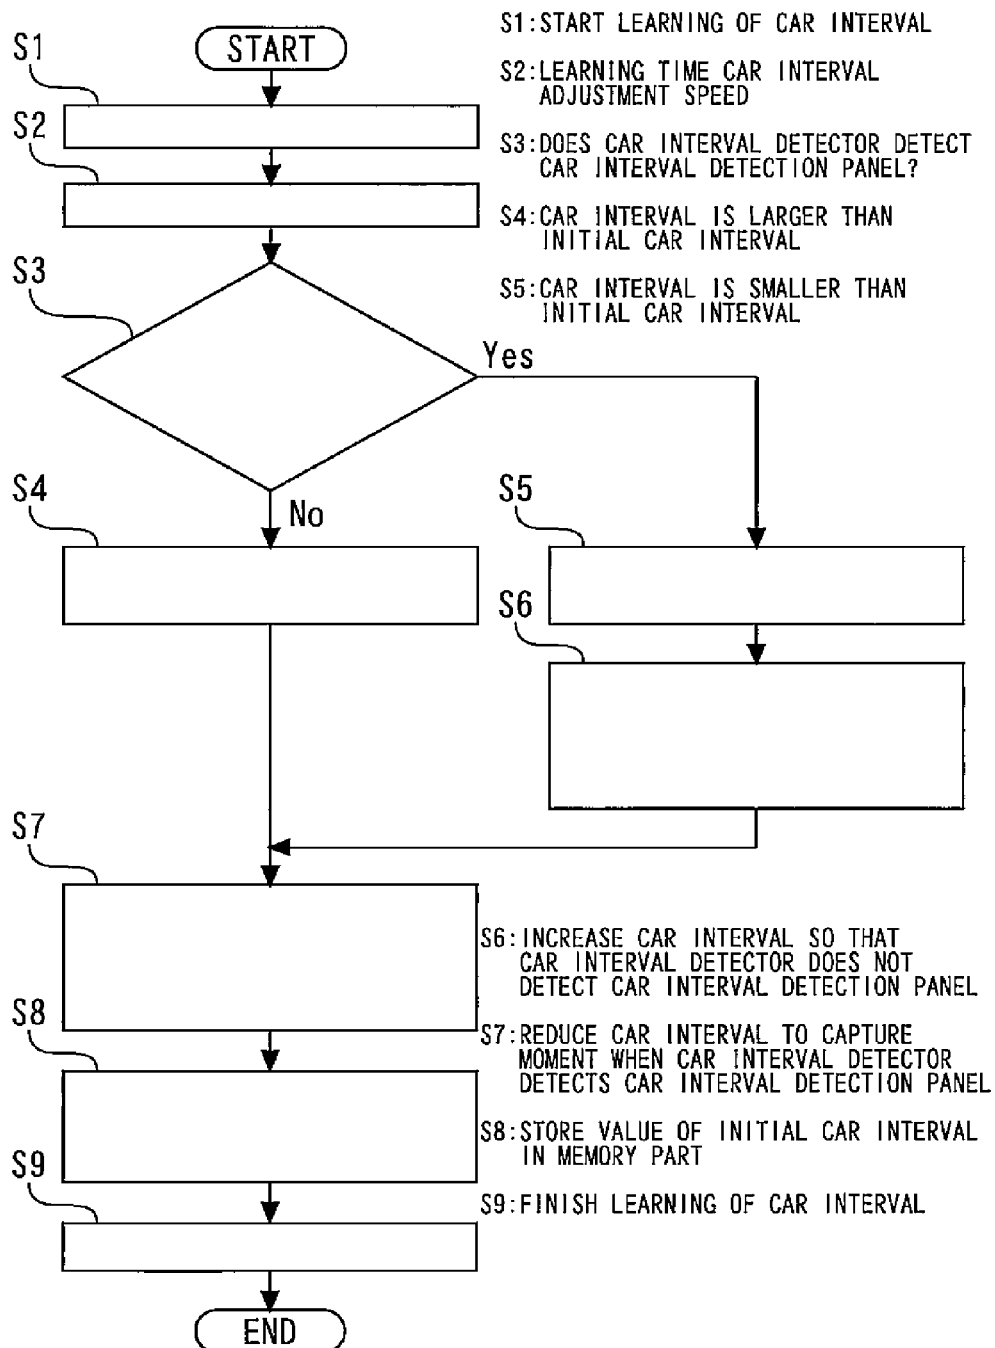 START
S1
S1:START LEARNING OF CAR INTERVAL
S2:LEARNING TIME CAR INTERVAL
ADJUSTMENT SPEED
S2
S3:DOES CAR INTERVAL DETECTOR DETECT
CAR INTERVAL DETECTION PANEL?
S4:CAR INTERVAL IS LARGER THAN
INITIAL CAR INTERVAL
S3
S5:CAR INTERVAL IS SMALLER THAN
INITIAL CAR INTERVAL
Yes
S4
No
S5
S6
S7
S6:INCREASE CAR INTERVAL SO THAT
CAR INTERVAL DETECTOR DOES NOT
DETECT CAR INTERVAL DETECTION PANEL
S8
S7:REDUCE CAR INTERVAL TO CAPTURE
MOMENT WHEN CAR INTERVAL DETECTOR
DETECTS CAR INTERVAL DETECTION PANEL
S8:STORE VALUE OF INITIAL CAR INTERVAL
IN MEMORY PART
S9
S9:FINISH LEARNING OF CAR INTERVAL
END